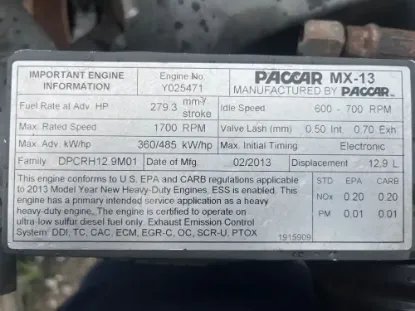 IMPORTANT ENGINE INFORMATION
Engine No. Y025471
PACCAR MX-13
MANUFACTURED BY PACCAR
Fuel Rate at Adv. HP 279.3 mm³/stroke
Idle Speed 600 - 700 RPM
Max. Rated Speed 1700 RPM
Valve Lash (mm) 0.50 Int. 0.70 Exh
Max. Adv kW/hp 360/485 kW/hp
Max. Initial Timing Electronic
Family DPCRH12.9M01
Date of Mfg. 02/2013
Displacement 12.9 L
This engine conforms to U.S. EPA and CARB regulations applicable
to 2013 Model Year New Heavy-Duty Engines. ESS is enabled. This
engine has a primary intended service application as a heavy
heavy-duty engine. The engine is certified to operate on
ultra-low sulfur diesel fuel only. Exhaust Emission Control
System: DDI, TC, CAC, ECM, EGR-C, OC, SCR-U, PTOX
STD EPA CARB
NOx 0.20 0.20
PM 0.01 0.01
1915909